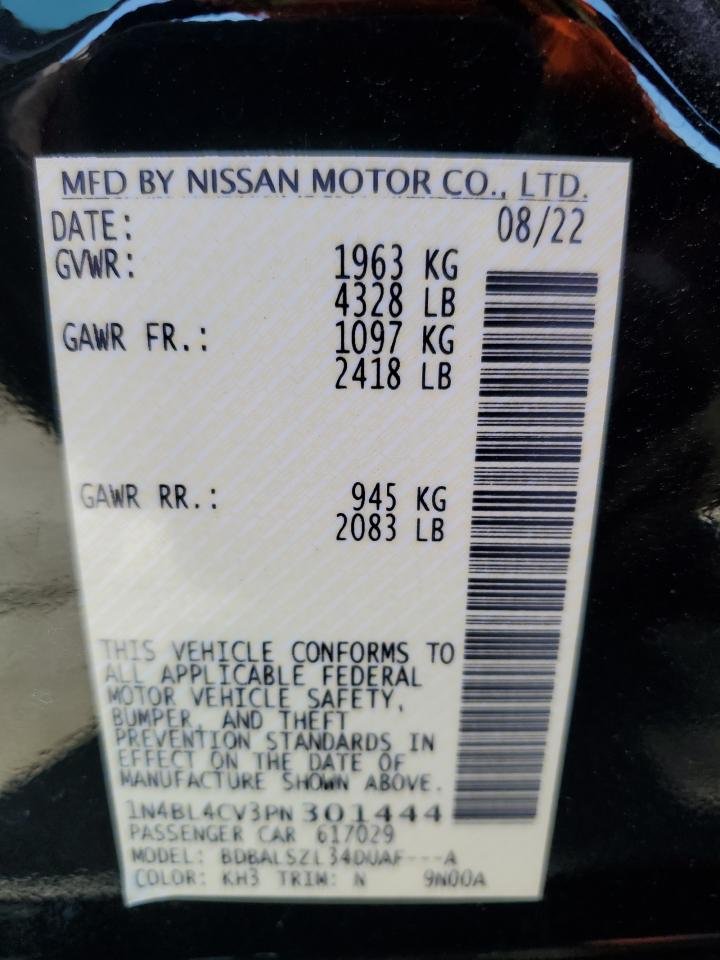 MFD BY NISSAN MOTOR CO., LTD.
DATE: 08/22
GVWR: 1963 KG
4328 LB
GAWR FR.: 1097 KG
2418 LB
GAWR RR.: 945 KG
2083 LB
THIS VEHICLE CONFORMS TO
ALL APPLICABLE FEDERAL
MOTOR VEHICLE SAFETY,
BUMPER, AND THEFT
PREVENTION STANDARDS IN
EFFECT ON THE DATE OF
MANUFACTURE SHOWN ABOVE.
1N4BL4CV3PN 301444
PASSENGER CAR 617029
MODEL: BDBALSZL34DUAF---A
COLOR: KH3 TRIM: N 9N00A